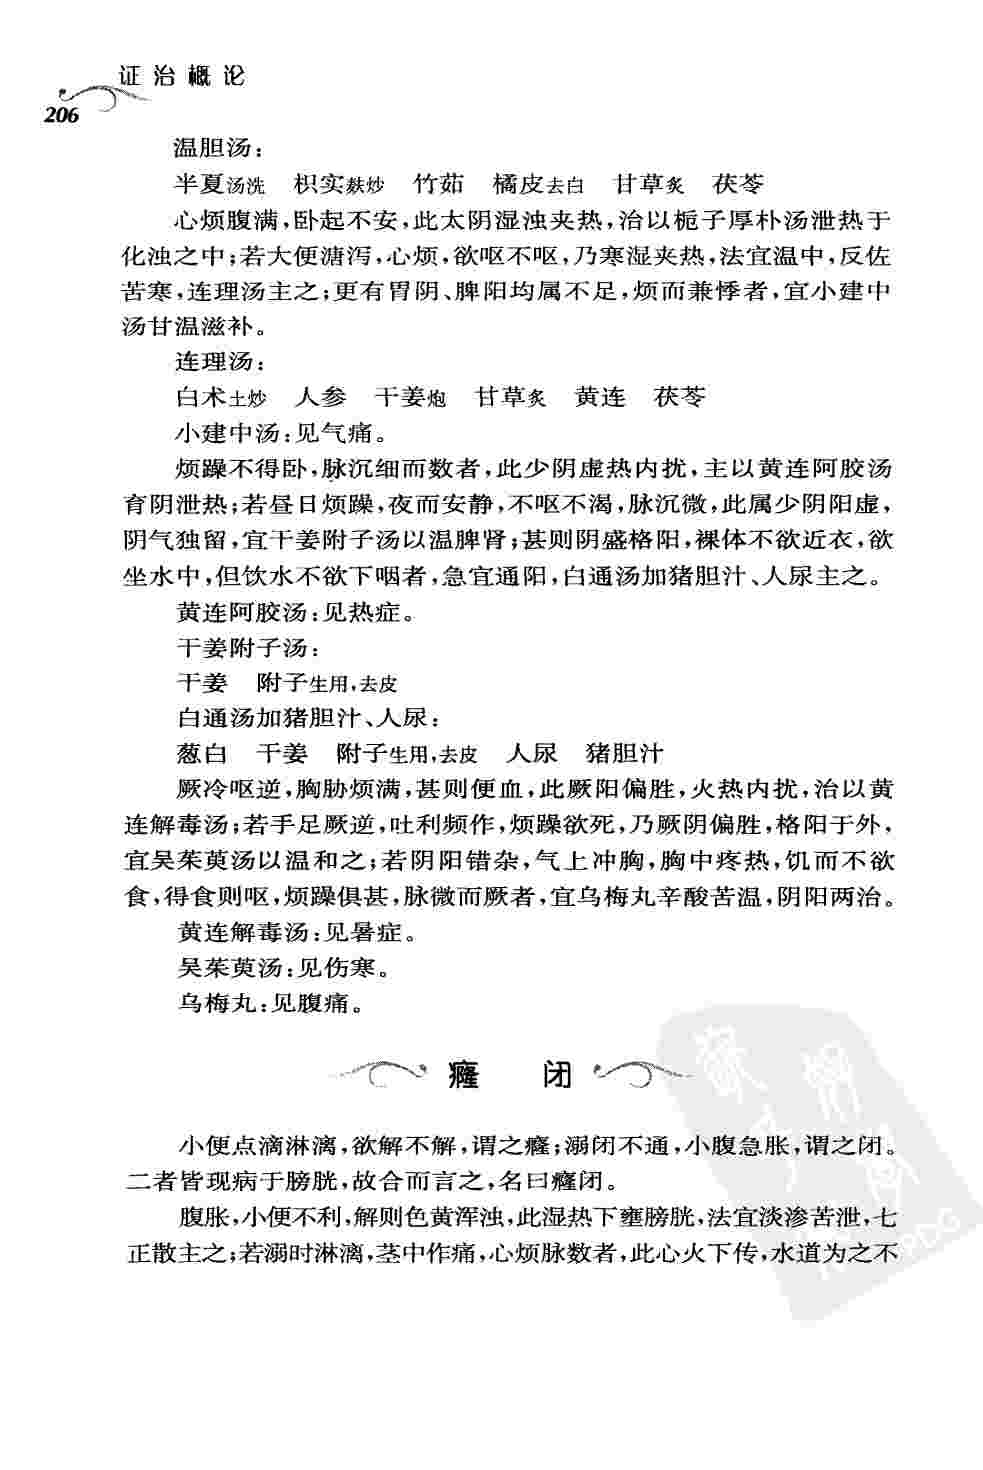 证治概论
206
温胆汤:
半夏汤洗　枳实麸炒　竹茹　橘皮去白　甘草炙　茯苓
心烦腹满,卧起不安,此太阴湿浊夹热,治以栀子厚朴汤泄热于
化浊之中;若大便溏泻,心烦,欲呕不呕,乃寒湿夹热,法宜温中,反佐
苦寒,连理汤主之;更有胃阴、脾阳均属不足,烦而兼悸者,宜小建中
汤甘温滋补。
连理汤:
白术土炒　人参　干姜炮　甘草炙　黄连　茯苓
小建中汤:见气痛。
烦躁不得卧,脉沉细而数者,此少阴虚热内扰,主以黄连阿胶汤
育阴泄热;若昼日烦躁,夜而安静,不呕不渴,脉沉微,此属少阴阳虚,
阴气独留,宜干姜附子汤以温脾肾;甚则阴盛格阳,裸体不欲近衣,欲
坐水中,但饮水不欲下咽者,急宜通阳,白通汤加猪胆汁、人尿主之。
黄连阿胶汤:见热症。
干姜附子汤:
干姜　附子生用,去皮
白通汤加猪胆汁、人尿:
葱白　干姜　附子生用,去皮　人尿　猪胆汁
厥冷呕逆,胸胁烦满,甚则便血,此厥阳偏胜,火热内扰,治以黄
连解毒汤;若手足厥逆,吐利频作,烦躁欲死,乃厥阴偏胜,格阳于外,
宜吴茱萸汤以温和之;若阴阳错杂,气上冲胸,胸中疼热,饥而不欲
食,得食则呕,烦躁俱甚,脉微而厥者,宜乌梅丸辛酸苦温,阴阳两治。
黄连解毒汤:见暑症。
吴茱萸汤:见伤寒。
乌梅丸:见腹痛。
癃　闭
小便点滴淋漓,欲解不解,谓之癃;溺闭不通,小腹急胀,谓之闭。
二者皆现病于膀胱,故合而言之,名曰癃闭。
腹胀,小便不利,解则色黄浑浊,此湿热下壅膀胱,法宜淡渗苦泄,七
正散主之;若溺时淋漓,茎中作痛,心烦脉数者,此心火下传,水道为之不